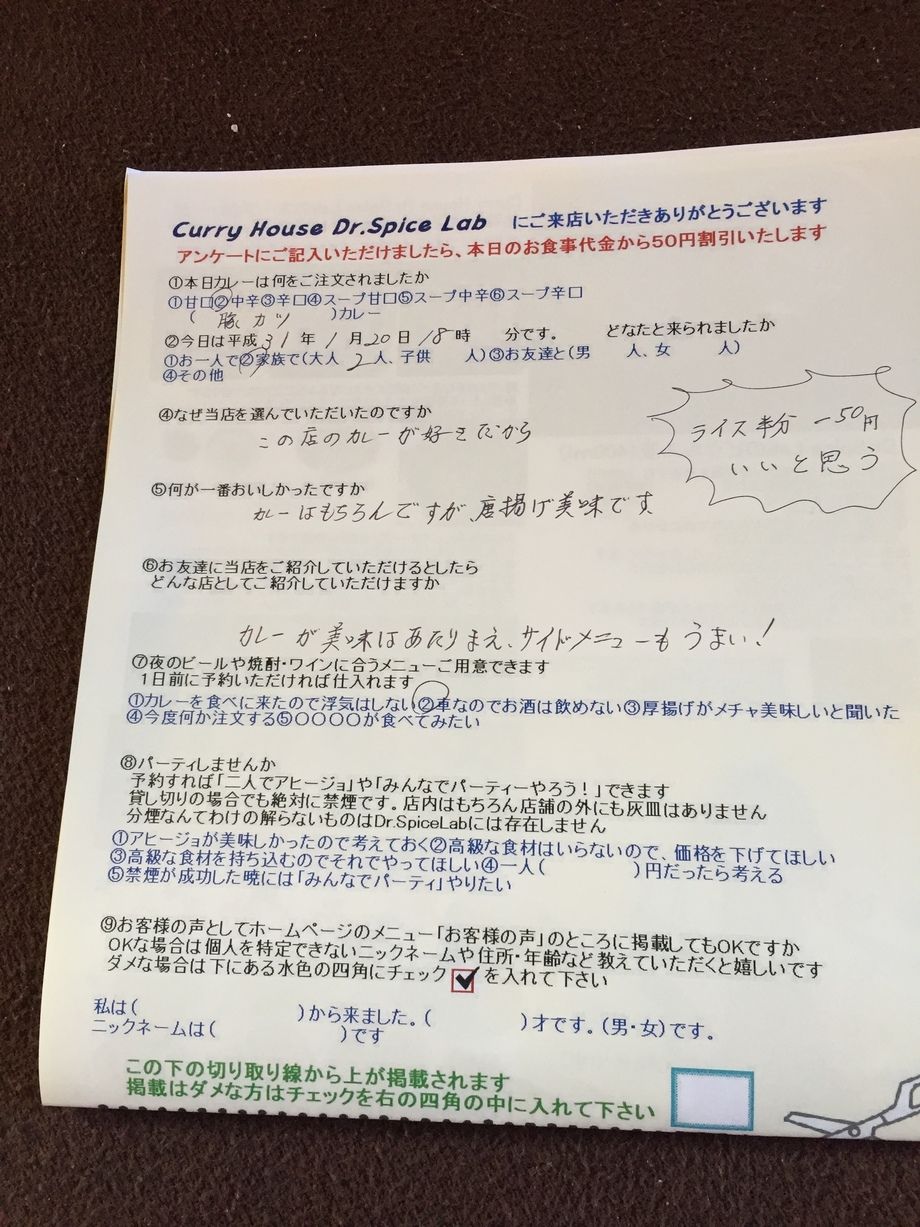 Curry House Dr.Spice Lab にご来店いただきありがとうございます
アンケートにご記入いただけましたら、本日のお食事代金から50円割引いたします
①本日カレーは何をご注文されましたか
①甘口②中辛③辛口④スープ甘口⑤スープ中辛⑥スープ辛口
( 豚カツ )カレー
②今日は平成31年1月20日18時 分です。 どなたと来られましたか
①お一人で②家族で(大人 2人、子供 人)③お友達と(男 人、女 人)
④その他
④なぜ当店を選んでいただいたのですか
この店のカレーが好きだから
ライス半分 -50円
いいと思う
⑤何が一番おいしかったですか
カレーはもちろんですが、唐揚げ美味です
⑥お友達に当店をご紹介していただけるとしたら
どんな店としてご紹介していただけますか
カレーが美味はあたりまえ、サイドメニューもうまい!
⑦夜のビールや焼酎・ワインに合うメニューご用意できます
1日前に予約いただければ仕入れます
①カレーを食べに来たので浮気はしない②車なのでお酒は飲めない③厚揚げがメチャ美味しいと聞いた
④今度何か注文する⑤〇〇〇〇が食べてみたい
⑧パーティしませんか
予約すれば「二人でアヒージョ」や「みんなでパーティーやろう!」できます
貸し切りの場合でも絶対に禁煙です。店内はもちろん店舗の外にも灰皿はありません
分煙なんてわけの解らないものはDr.SpiceLabには存在しません
①アヒージョが美味しかったので考えておく②高級な食材はいらないので、価格を下げてほしい
③高級な食材を持ち込むのでそれでやってほしい④一人( )円だったら考える
⑤禁煙が成功した暁には「みんなでパーティ」やりたい
⑨お客様の声としてホームページのメニュー「お客様の声」のところに掲載してもOKですか
OKな場合は個人を特定できないニックネームや住所・年齢など教えていただくと嬉しいです
ダメな場合は下にある水色の四角にチェック☑を入れて下さい
私は( )から来ました。( )才です。(男・女)です。
ニックネームは( )です
この下の切り取り線から上が掲載されます
掲載はダメな方はチェックを右の四角の中に入れて下さい